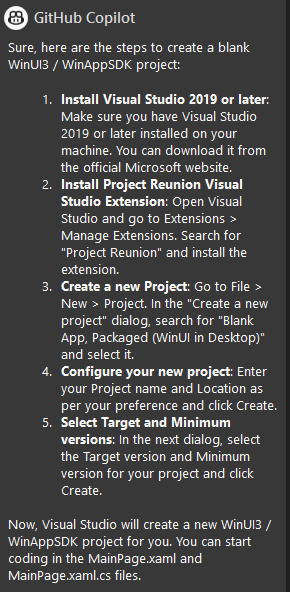 GitHub Copilot
Sure, here are the steps to create a blank
WinUI3 / WinAppSDK project:
1. Install Visual Studio 2019 or later:
Make sure you have Visual Studio
2019 or later installed on your
machine. You can download it from
the official Microsoft website.
2. Install Project Reunion Visual
Studio Extension: Open Visual
Studio and go to Extensions >
Manage Extensions. Search for
"Project Reunion" and install the
extension.
3. Create a new Project: Go to File >
New > Project. In the "Create a new
project" dialog, search for "Blank
App, Packaged (WinUI in Desktop)"
and select it.
4. Configure your new project: Enter
your Project name and Location as
per your preference and click Create.
5. Select Target and Minimum
versions: In the next dialog, select
the Target version and Minimum
version for your project and click
Create.
Now, Visual Studio will create a new WinUI3 /
WinAppSDK project for you. You can start
coding in the MainPage.xaml and
MainPage.xaml.cs files.